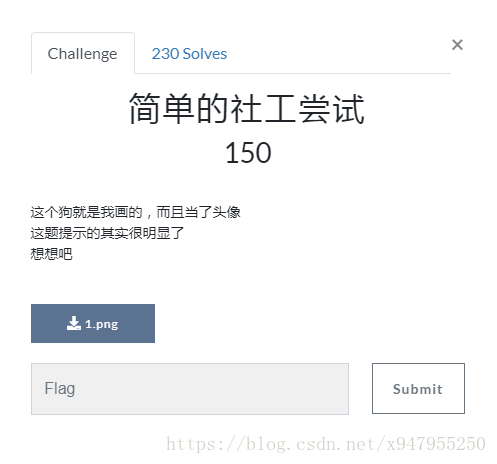 Challenge
230 Solves
×
简单的社工尝试
150
这个狗就是我画的，而且当了头像
这题提示的其实很明显了
想想吧
1.png
Flag
Submit
https://blog.csdn.net/x947955250